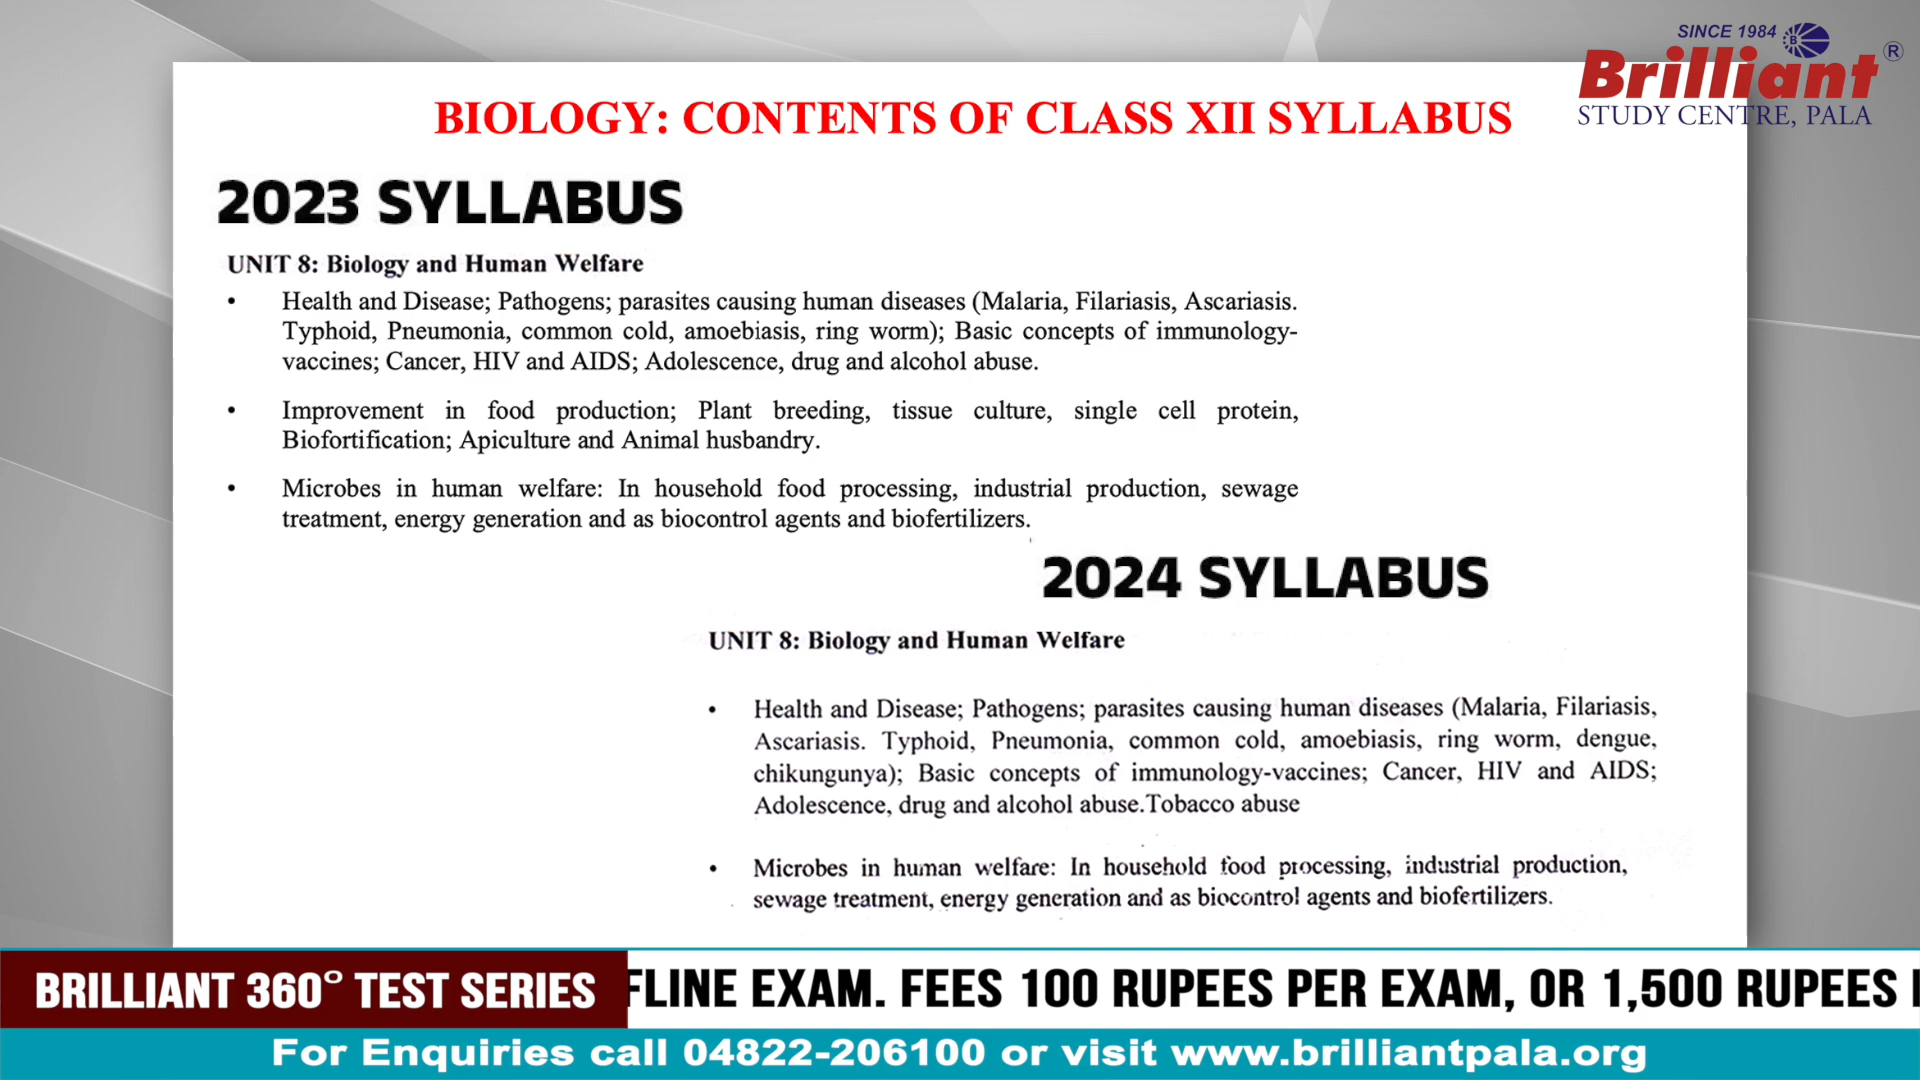 SINCE 1984
Brilliant ®
STUDY CENTRE, PALA
BIOLOGY: CONTENTS OF CLASS XII SYLLABUS
2023 SYLLABUS
UNIT 8: Biology and Human Welfare
• Health and Disease; Pathogens; parasites causing human diseases (Malaria, Filariasis, Ascariasis.
Typhoid, Pneumonia, common cold, amoebiasis, ring worm); Basic concepts of immunology-
vaccines; Cancer, HIV and AIDS; Adolescence, drug and alcohol abuse.
• Improvement in food production; Plant breeding, tissue culture, single cell protein,
Biofortification; Apiculture and Animal husbandry.
• Microbes in human welfare: In household food processing, industrial production, sewage
treatment, energy generation and as biocontrol agents and biofertilizers.
2024 SYLLABUS
UNIT 8: Biology and Human Welfare
• Health and Disease; Pathogens; parasites causing human diseases (Malaria, Filariasis,
Ascariasis. Typhoid, Pneumonia, common cold, amoebiasis, ring worm, dengue,
chikungunya); Basic concepts of immunology-vaccines; Cancer, HIV and AIDS;
Adolescence, drug and alcohol abuse.Tobacco abuse
• Microbes in human welfare: In household food processing, industrial production,
sewage treatment, energy generation and as biocontrol agents and biofertilizers.
BRILLIANT 360° TEST SERIES
FLINE EXAM. FEES 100 RUPEES PER EXAM, OR 1,500 RUPEES
For Enquiries call 04822-206100 or visit www.brilliantpala.org